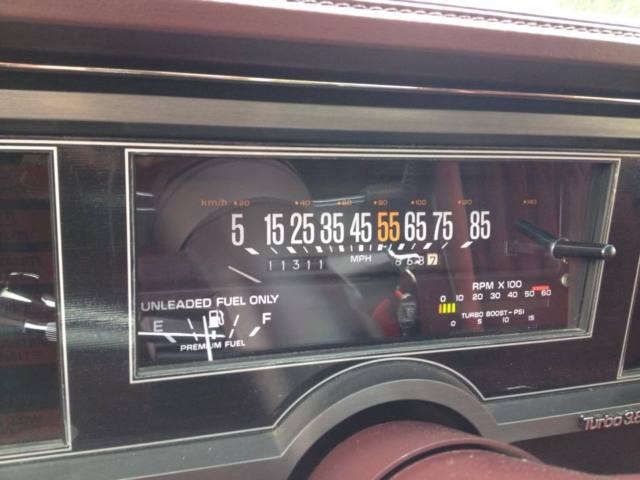 km/h 20 40 60 80 100 120 140
5 15 25 35 45 55 65 75 85
11311 MPH
UNLEADED FUEL ONLY
E F
PREMIUM FUEL
RPM X100
0 10 20 30 40 50 60
TURBO BOOST-PSI
0 5 10 15
Turbo 3.8